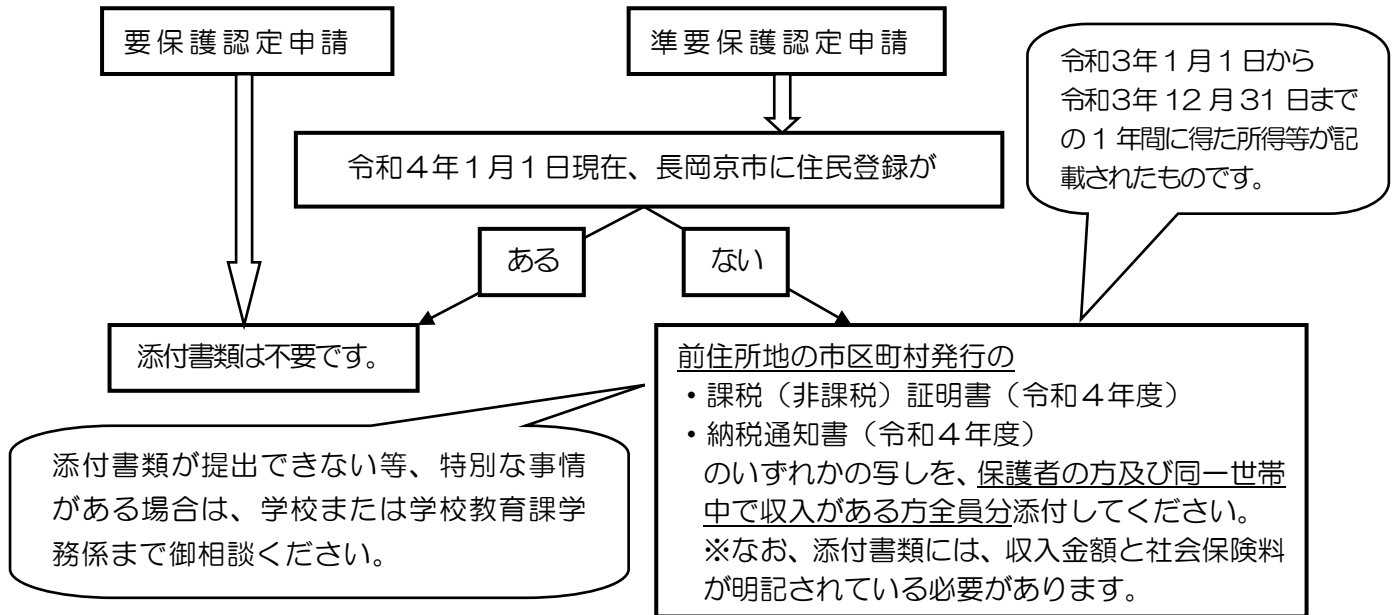 要保護認定申請
準要保護認定申請
令和3年1月1日から
令和3年12月31日まで
の1年間に得た所得等が記
載されたものです。
令和4年1月1日現在、長岡京市に住民登録が
ある
ない
添付書類は不要です。
前住所地の市区町村発行の
・課税（非課税）証明書（令和4年度）
・納税通知書（令和4年度）
のいずれかの写しを、保護者の方及び同一世帯
中で収入がある方全員分添付してください。
※なお、添付書類には、収入金額と社会保険料
が明記されている必要があります。
添付書類が提出できない等、特別な事情
がある場合は、学校または学校教育課学
務係まで御相談ください。